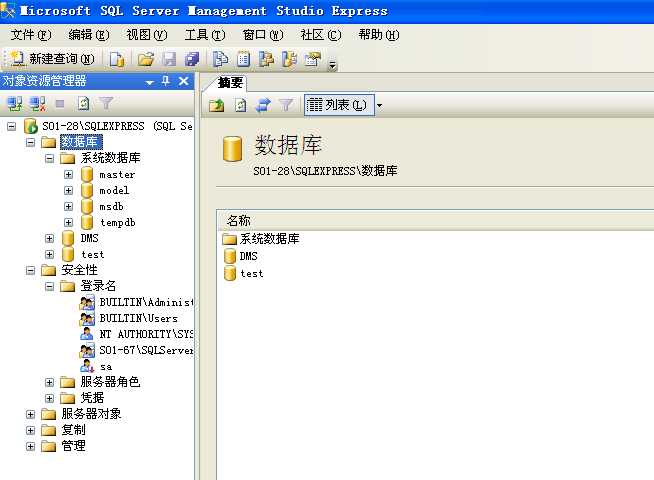 Microsoft SQL Server Management Studio Express
文件(F) 编辑(E) 视图(V) 工具(T) 窗口(W) 社区(C) 帮助(H)
新建查询(N)
对象资源管理器
S01-28\SQLEXPRESS (SQL Se
数据库
系统数据库
master
model
msdb
tempdb
DMS
test
安全性
登录名
BUILTIN\Administ
BUILTIN\Users
NT AUTHORITY\SYS
S01-67\SQLServer
sa
服务器角色
凭据
服务器对象
复制
管理
摘要
列表(L)
数据库
S01-28\SQLEXPRESS\数据库
名称
系统数据库
DMS
test